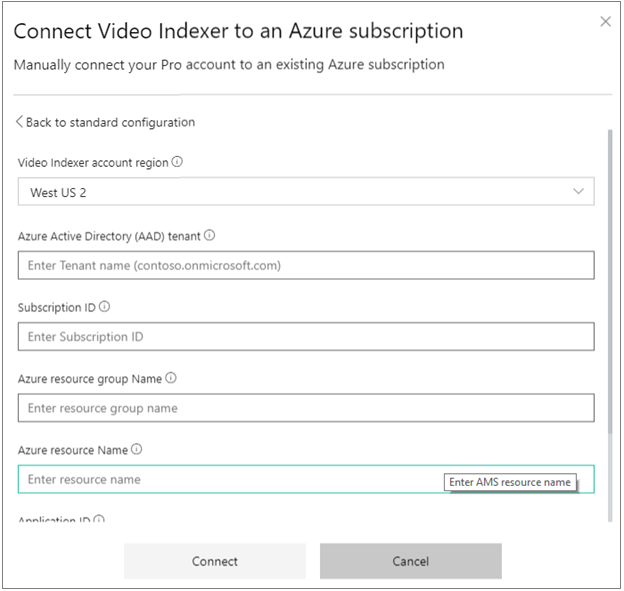 Connect Video Indexer to an Azure subscription
Manually connect your Pro account to an existing Azure subscription
Back to standard configuration
Video Indexer account region
West US 2
Azure Active Directory (AAD) tenant
Enter Tenant name (contoso.onmicrosoft.com)
Subscription ID
Enter Subscription ID
Azure resource group Name
Enter resource group name
Azure resource Name
Enter resource name
Enter AMS resource name
Application ID
Connect
Cancel